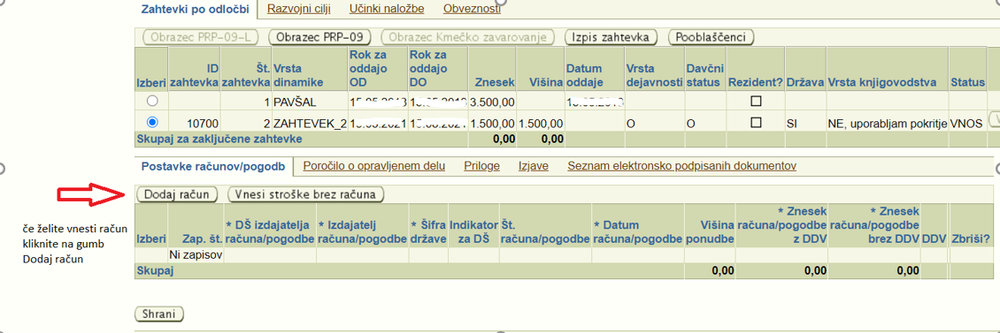 Zahtevki po odločbi Razvojni cilji Učinki naložbe Obveznosti
Obrazec PRP-09-L Obrazec PRP-09 Obrazec Kmečko zavarovanje Izpis zahtevka Pooblaščenci
Izberi ID zahtevka Št. zahtevka Vrsta dinamike Rok za oddajo OD Rok za oddajo DO Znesek Višina Datum oddaje Vrsta dejavnosti Davčni status Rezident? Država Vrsta knjigovodstva Status
1 PAVŠAL 3.500,00
10700 2 ZAHTEVEK_2 1.500,00 1.500,00 O O SI NE, uporabljam pokritje VNOS
Skupaj za zaključene zahtevke 0,00 0,00
Postavke računov/pogodb Poročilo o opravljenem delu Priloge Izjave Seznam elektronsko podpisanih dokumentov
Dodaj račun Vnesi stroške brez računa
če želite vnesti račun
kliknite na gumb
Dodaj račun
Izberi Zap. št. * DŠ izdajatelja računa/pogodbe * Izdajatelj računa/pogodbe * Šifra države Indikator za DŠ Št. računa/pogodbe * Datum računa/pogodbe Višina ponudbe * Znesek računa/pogodbe z DDV * Znesek računa/pogodbe brez DDV DDV Zbriši?
Ni zapisov
Skupaj 0,00 0,00 0,00
Shrani